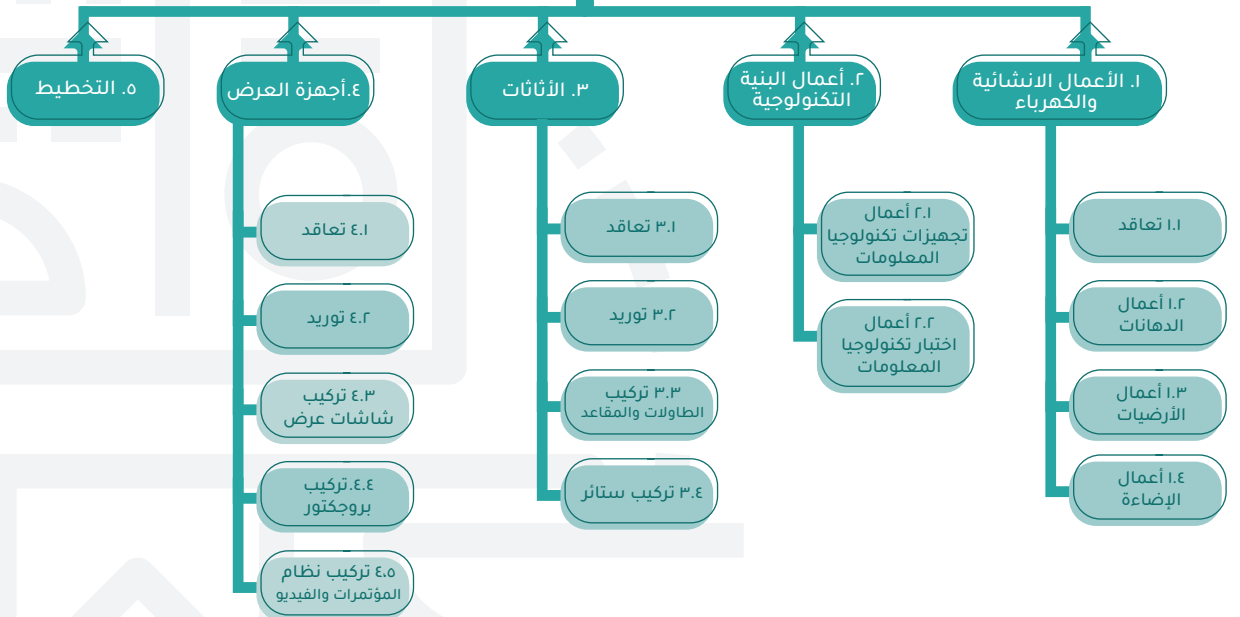 ١. الأعمال الانشائية
والكهرباء
٢. أعمال البنية
التكنولوجية
٣. الأثاثات
٤.أجهزة العرض
٥. التخطيط
١.١ تعاقد
١.٢ أعمال
الدهانات
١.٣ أعمال
الأرضيات
١.٤ أعمال
الإضاءة
٢.١ أعمال
تجهيزات تكنولوجيا
المعلومات
٢.٢ أعمال
اختبار تكنولوجيا
المعلومات
٣.١ تعاقد
٣.٢ توريد
٣.٣ تركيب
الطاولات والمقاعد
٣.٤ تركيب ستائر
٤.١ تعاقد
٤.٢ توريد
٤.٣ تركيب
شاشات عرض
٤.٤.تركيب
بروجكتور
٤,٥ تركيب نظام
المؤتمرات والفيديو